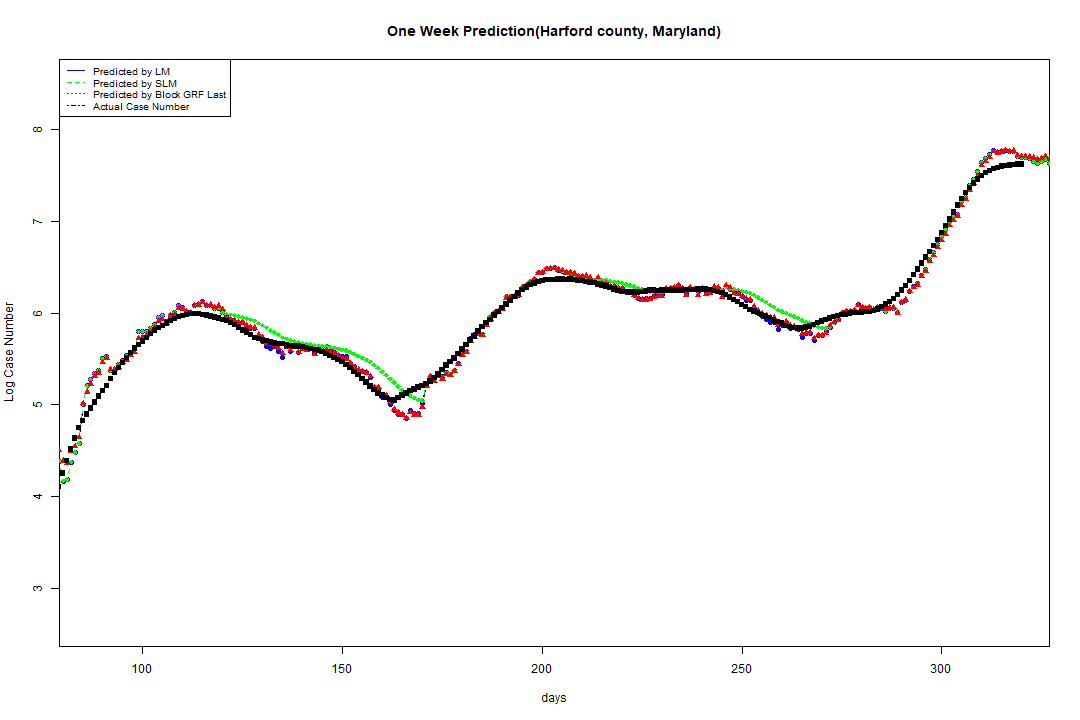 One Week Prediction(Harford county, Maryland)
Predicted by LM
Predicted by SLM
Predicted by Block GRF Last
Actual Case Number
Log Case Number
8
7
6
5
4
3
100 150 200 250 300
days